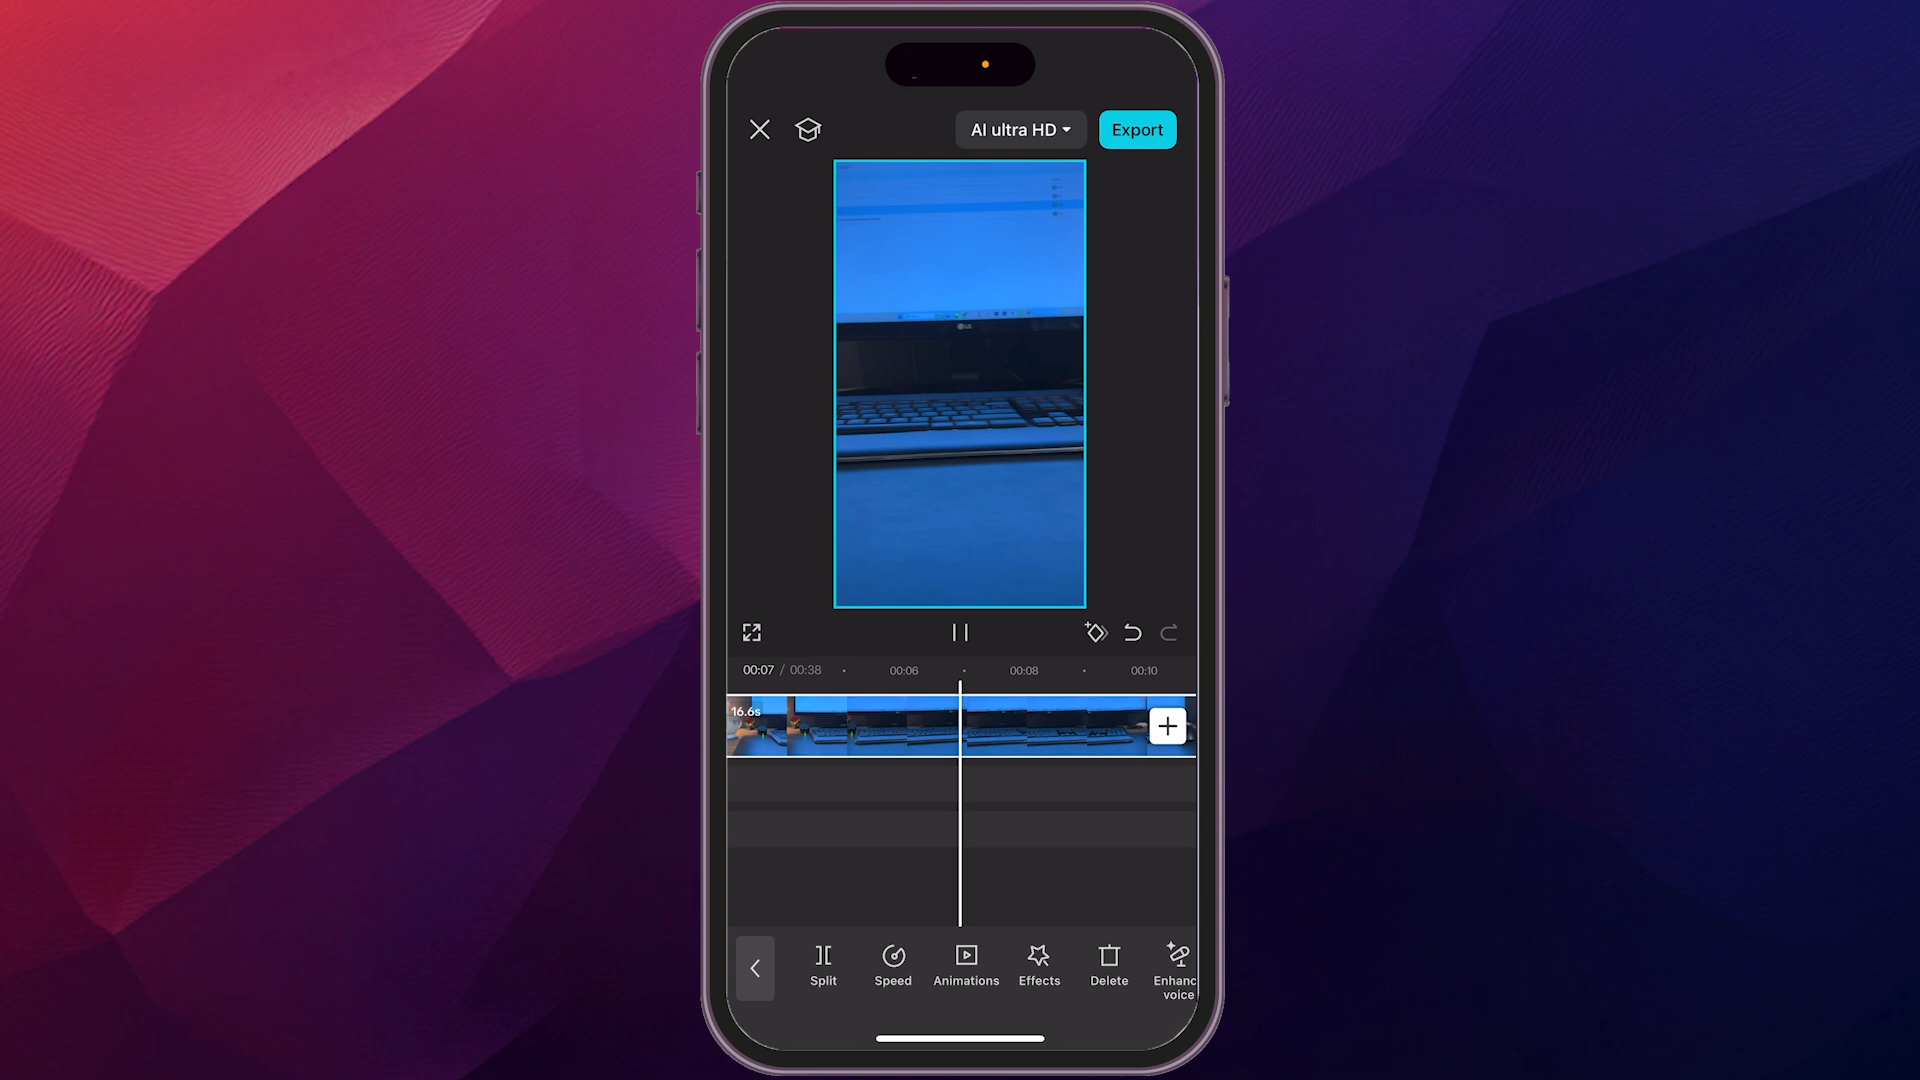 AI ultra HD
Export
LG
00:07 / 00:38
00:06
00:08
00:10
16.6s
Split
Speed
Animations
Effects
Delete
Enhanc
voice